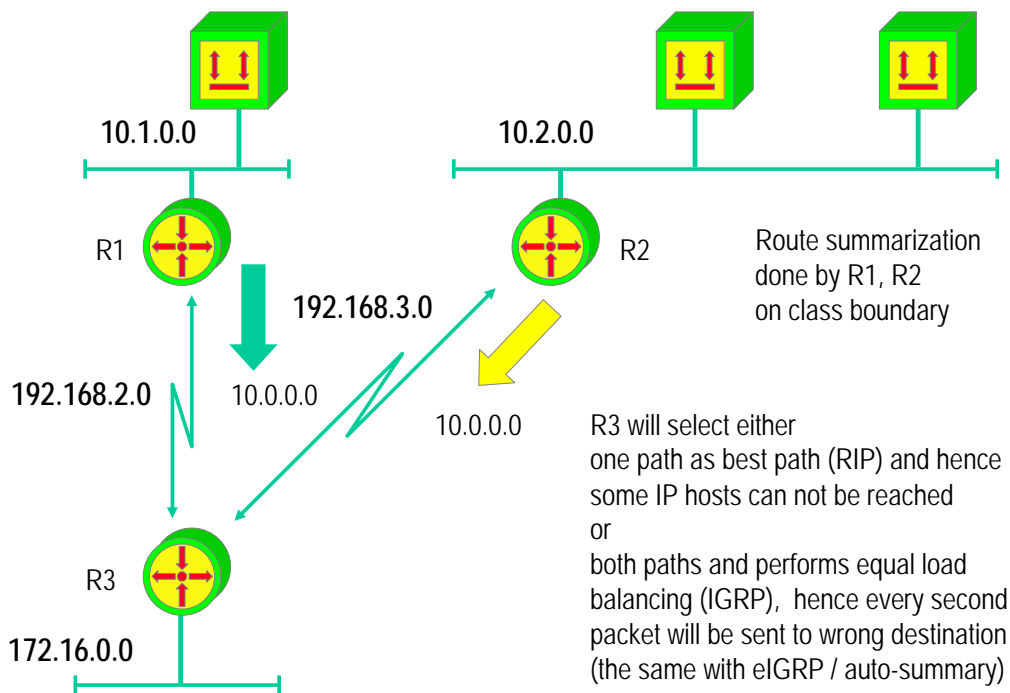 10.1.0.0
10.2.0.0
R1
R2
Route summarization
done by R1, R2
on class boundary
192.168.3.0
192.168.2.0
10.0.0.0
10.0.0.0
R3 will select either
one path as best path (RIP) and hence
some IP hosts can not be reached
or
both paths and performs equal load
balancing (IGRP),  hence every second
packet will be sent to wrong destination
(the same with eIGRP / auto-summary)
R3
172.16.0.0